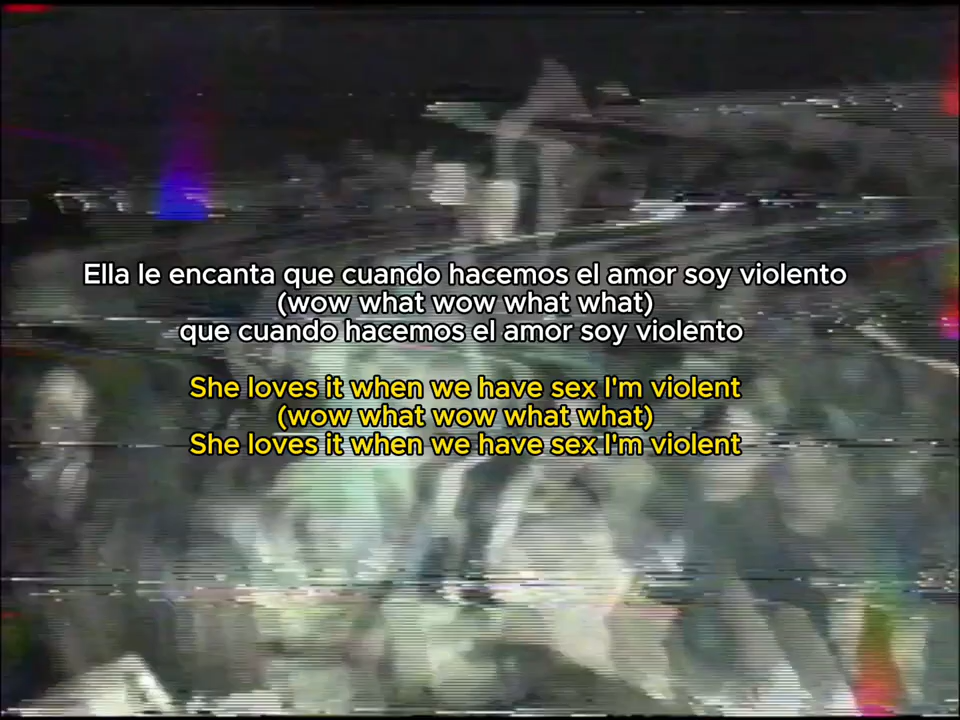 Ella le encanta que cuando hacemos el amor soy violento
(wow what wow what what)
que cuando hacemos el amor soy violento
She loves it when we have sex I'm violent
(wow what wow what what)
She loves it when we have sex I'm violent